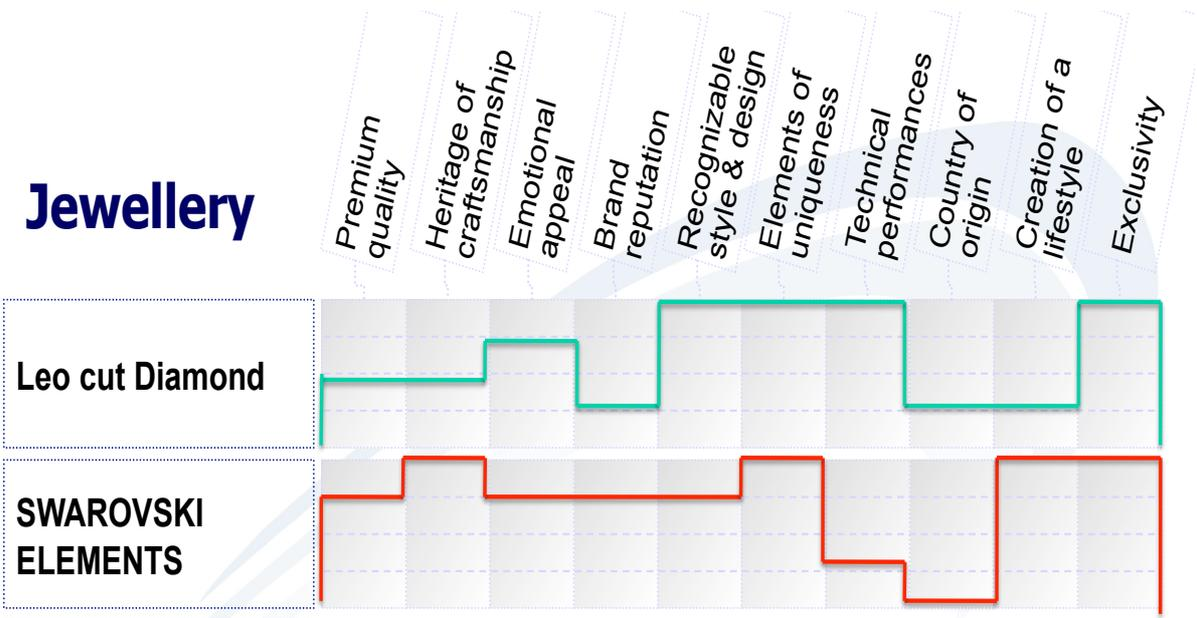 Jewellery
Premium
quality
Heritage of
craftsmanship
Emotional
appeal
Brand
reputation
Recognizable
style & design
Elements of
uniqueness
Technical
performances
Country of
origin
Creation of a
lifestyle
Exclusivity
Leo cut Diamond
SWAROVSKI
ELEMENTS